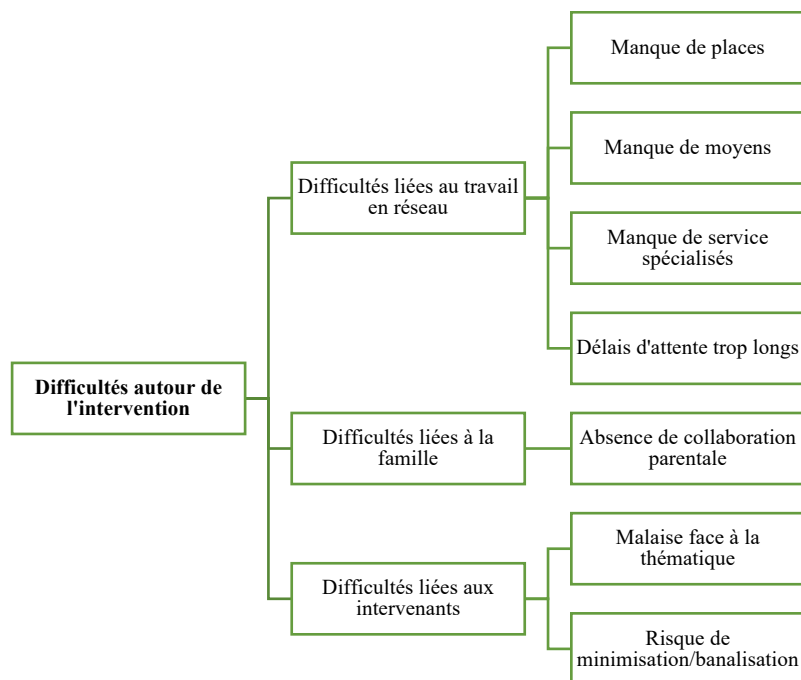 Difficultés autour de
l'intervention
Difficultés liées au travail
en réseau
Manque de places
Manque de moyens
Manque de service
spécialisés
Délais d'attente trop longs
Difficultés liées à la
famille
Absence de collaboration
parentale
Difficultés liées aux
intervenants
Malaise face à la
thématique
Risque de
minimisation/banalisation